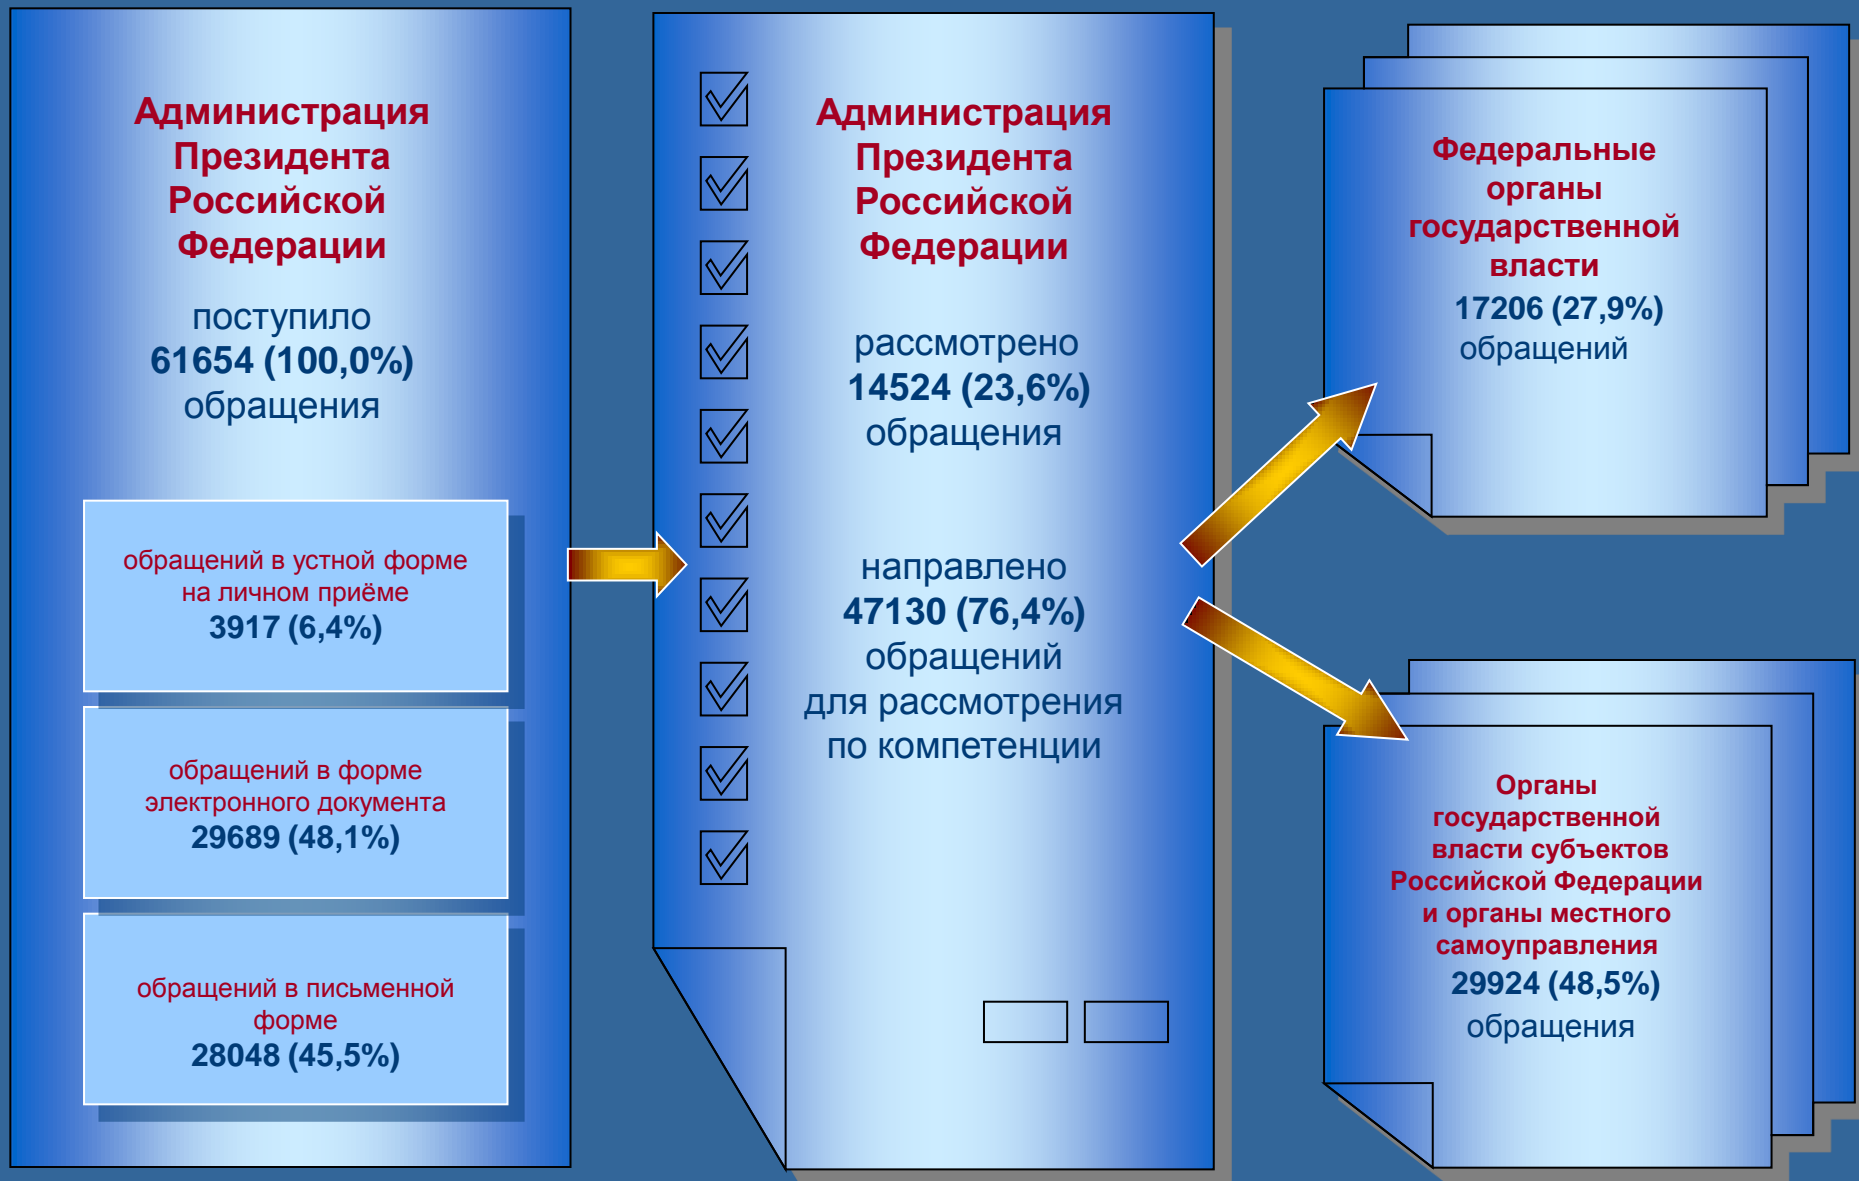 Администрация
Президента
Российской
Федерации
поступило
61654 (100,0%)
обращения
обращений в устной форме
на личном приёме
3917 (6,4%)
обращений в форме
электронного документа
29689 (48,1%)
обращений в письменной
форме
28048 (45,5%)
Администрация
Президента
Российской
Федерации
рассмотрено
14524 (23,6%)
обращения
направлено
47130 (76,4%)
обращений
для рассмотрения
по компетенции
Федеральные
органы
государственной
власти
17206 (27,9%)
обращений
Органы
государственной
власти субъектов
Российской Федерации
и органы местного
самоуправления
29924 (48,5%)
обращения